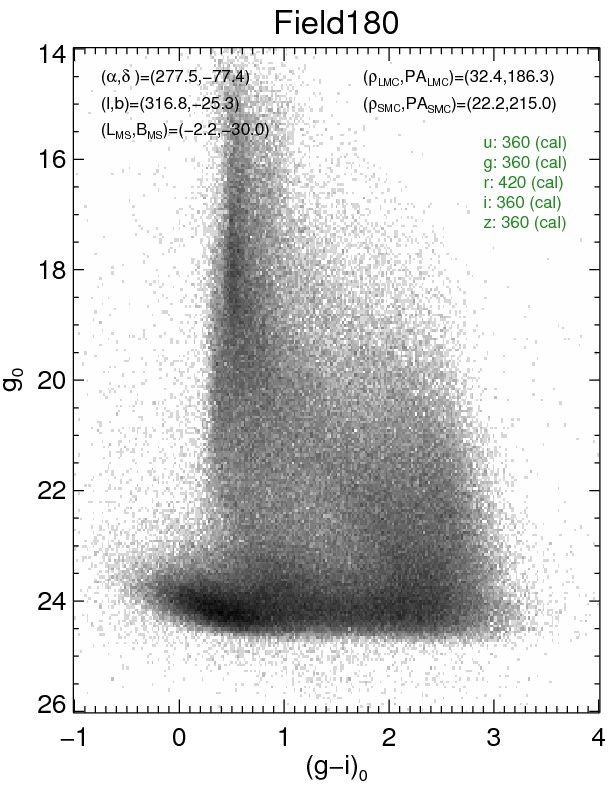 Field180
(α,δ )=(277.5,−77.4)
(ρLMC,PALMC)=(32.4,186.3)
(l,b)=(316.8,−25.3)
(ρSMC,PASMC)=(22.2,215.0)
(LMS,BMS)=(−2.2,−30.0)
u: 360 (cal)
g: 360 (cal)
r: 420 (cal)
i: 360 (cal)
z: 360 (cal)
14
16
18
20
22
24
26
g0
−1 0 1 2 3 4
(g−i)0